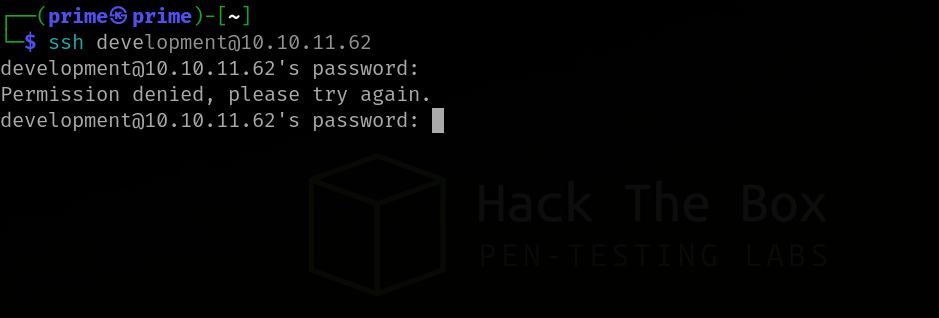 ┌──(prime㉿prime)-[~]
└─$ ssh development@10.10.11.62
development@10.10.11.62's password:
Permission denied, please try again.
development@10.10.11.62's password:
Hack The Box
PEN-TESTING LABS